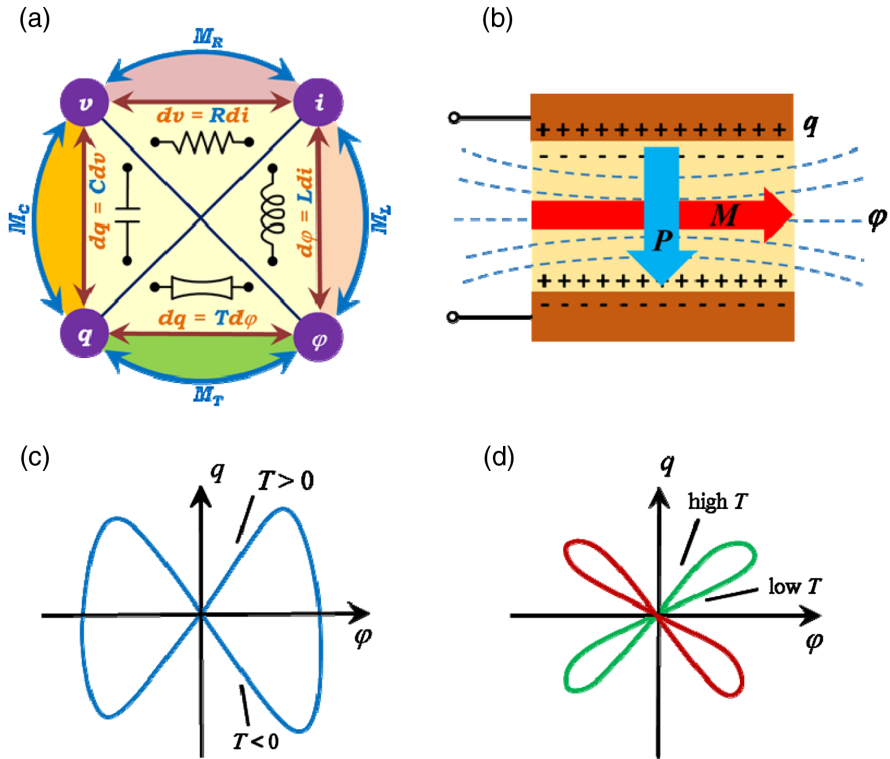 (a)
M_R
v
i
dv = Rdi
M_C
dq = Cdv
dφ = Ldi
M_L
dq = Tdφ
q
φ
M_T
(b)
+ + + + + + + + + + + + +
q
- - - - - - - - - - - -
M
φ
P
+ + + + + + + + + + + +
- - - - - - - - - - - -
(c)
q
T > 0
φ
T < 0
(d)
q
high T
low T
φ